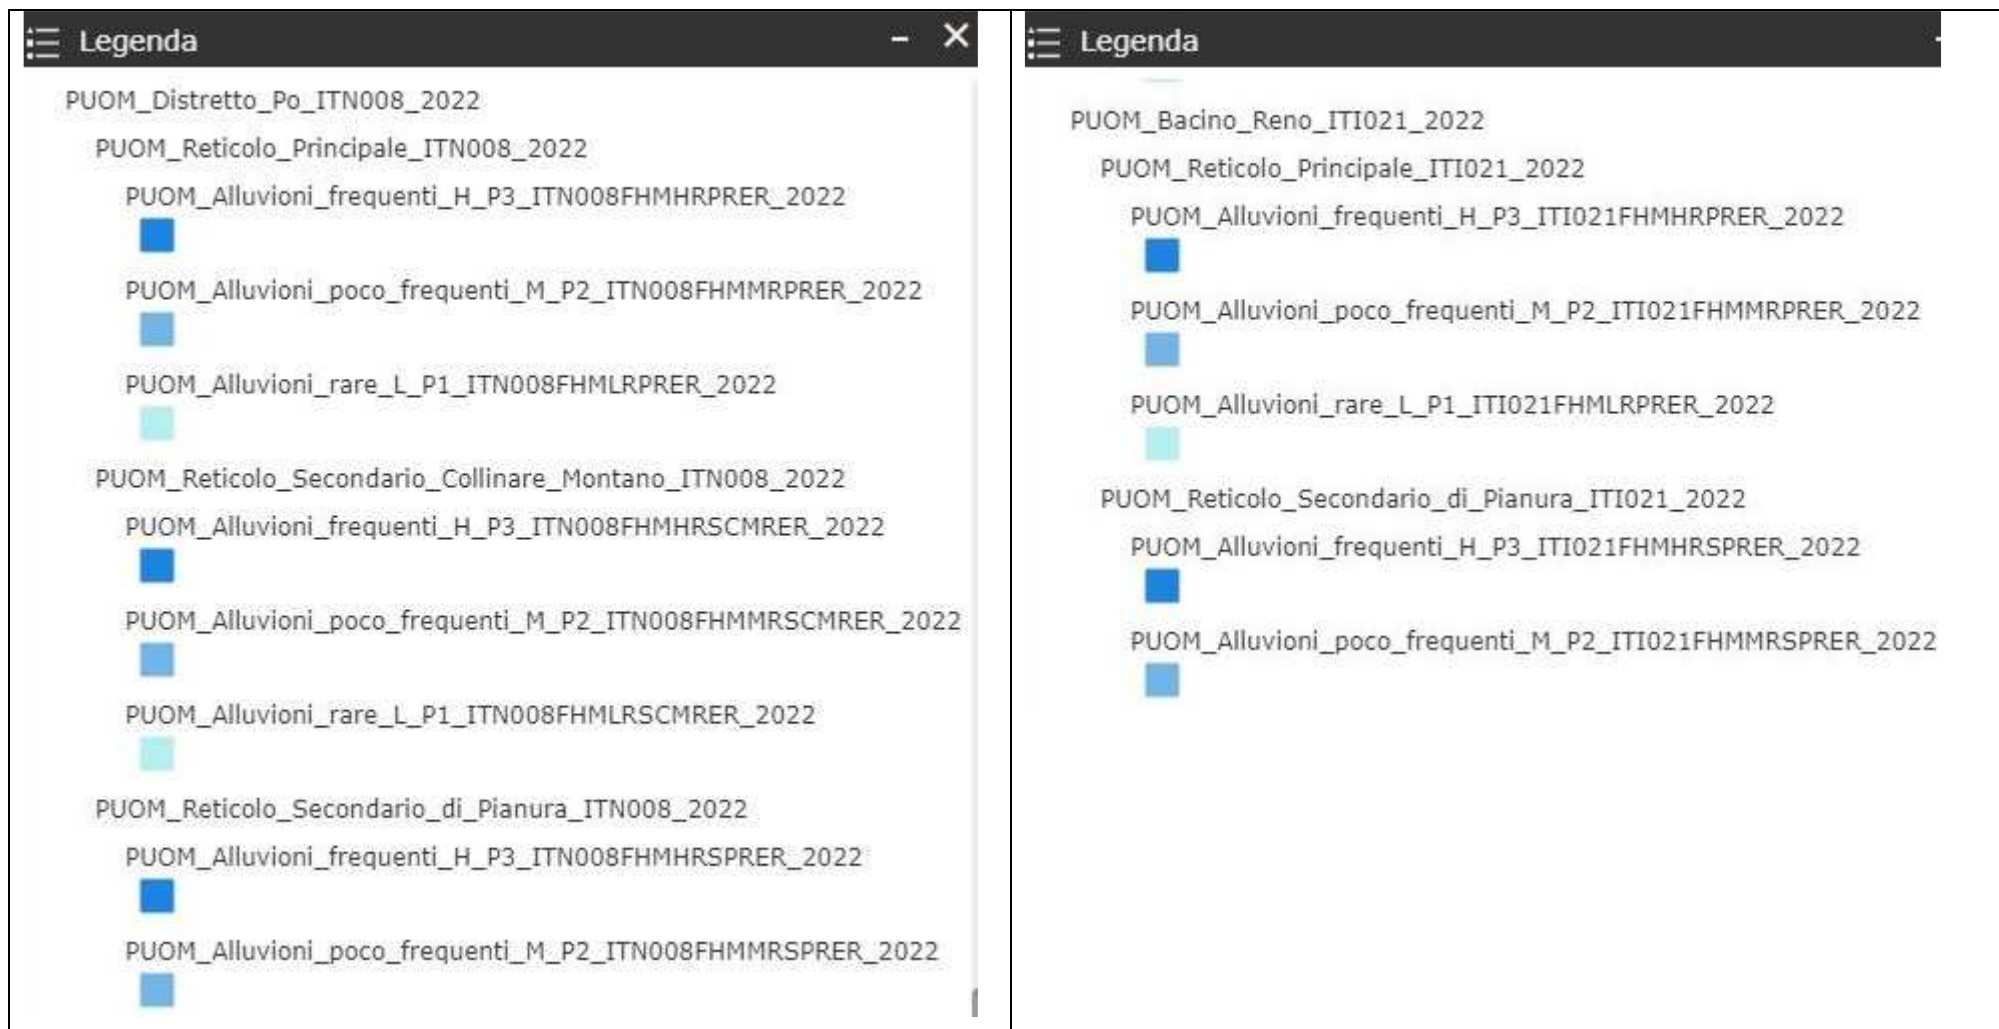 Legenda
PUOM_Distretto_Po_ITN008_2022
PUOM_Reticolo_Principale_ITN008_2022
PUOM_Alluvioni_frequenti_H_P3_ITN008FHMHRPRER_2022
PUOM_Alluvioni_poco_frequenti_M_P2_ITN008FHMMRPRER_2022
PUOM_Alluvioni_rare_L_P1_ITN008FHMLRPRER_2022
PUOM_Reticolo_Secondario_Collinare_Montano_ITN008_2022
PUOM_Alluvioni_frequenti_H_P3_ITN008FHMHRSCMRER_2022
PUOM_Alluvioni_poco_frequenti_M_P2_ITN008FHMMRSCMRER_2022
PUOM_Alluvioni_rare_L_P1_ITN008FHMLRSCMRER_2022
PUOM_Reticolo_Secondario_di_Pianura_ITN008_2022
PUOM_Alluvioni_frequenti_H_P3_ITN008FHMHRSPRER_2022
PUOM_Alluvioni_poco_frequenti_M_P2_ITN008FHMMRSPRER_2022
Legenda
PUOM_Bacino_Reno_ITI021_2022
PUOM_Reticolo_Principale_ITI021_2022
PUOM_Alluvioni_frequenti_H_P3_ITI021FHMHRPRER_2022
PUOM_Alluvioni_poco_frequenti_M_P2_ITI021FHMMRPRER_2022
PUOM_Alluvioni_rare_L_P1_ITI021FHMLRPRER_2022
PUOM_Reticolo_Secondario_di_Pianura_ITI021_2022
PUOM_Alluvioni_frequenti_H_P3_ITI021FHMHRSPRER_2022
PUOM_Alluvioni_poco_frequenti_M_P2_ITI021FHMMRSPRER_2022